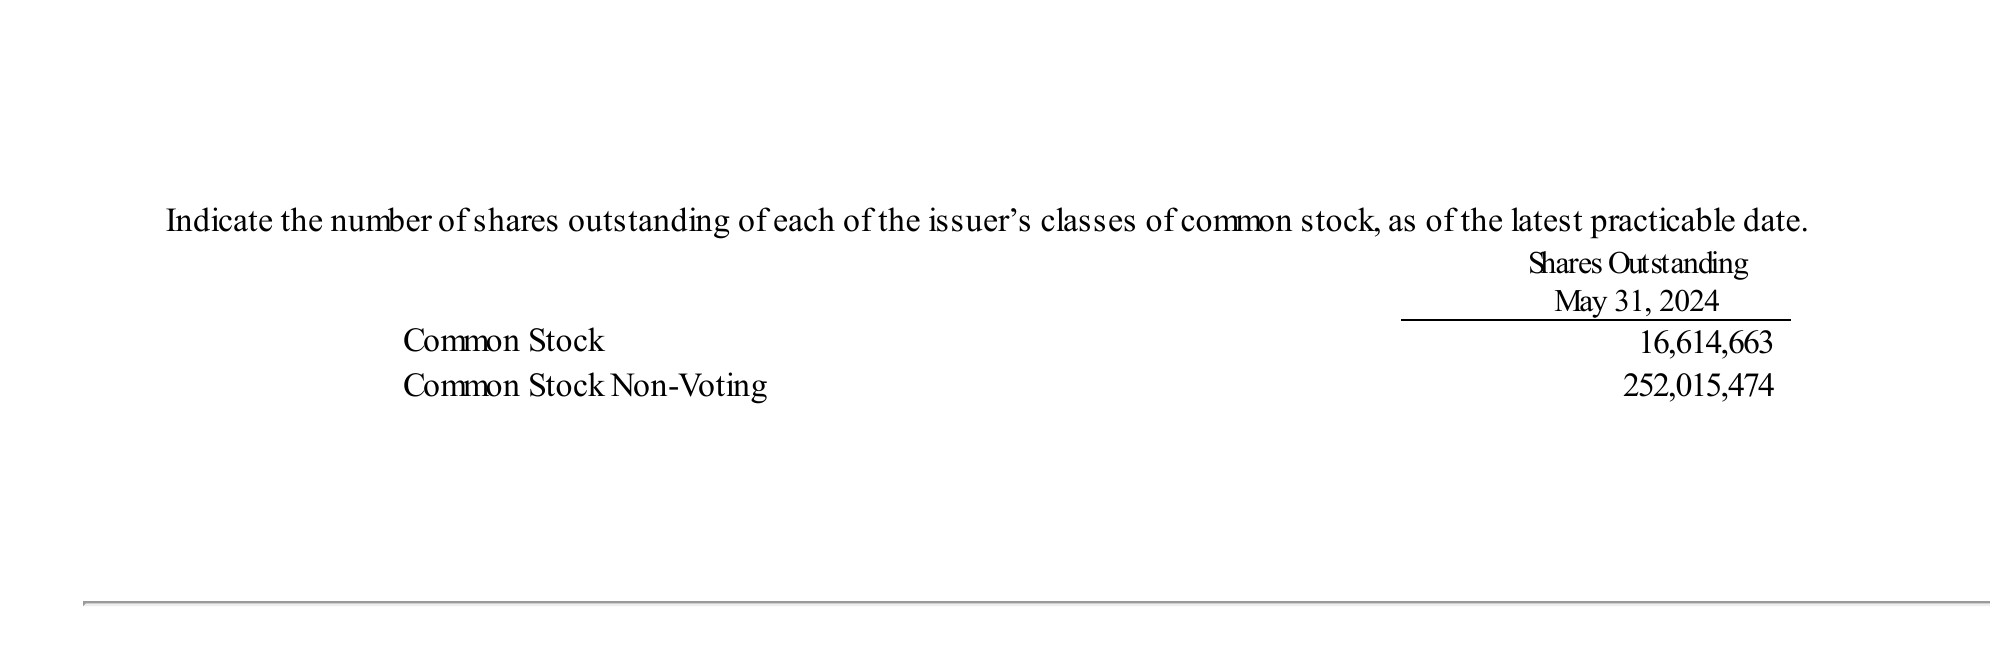 Indicate the number of shares outstanding of each of the issuer’s classes of common stock, as of the latest practicable date.
Shares Outstanding
May 31, 2024
Common Stock 16,614,663
Common Stock Non-Voting 252,015,474